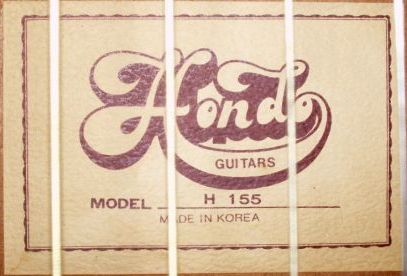 Hondo
GUITARS
MODEL H 155
MADE IN KOREA